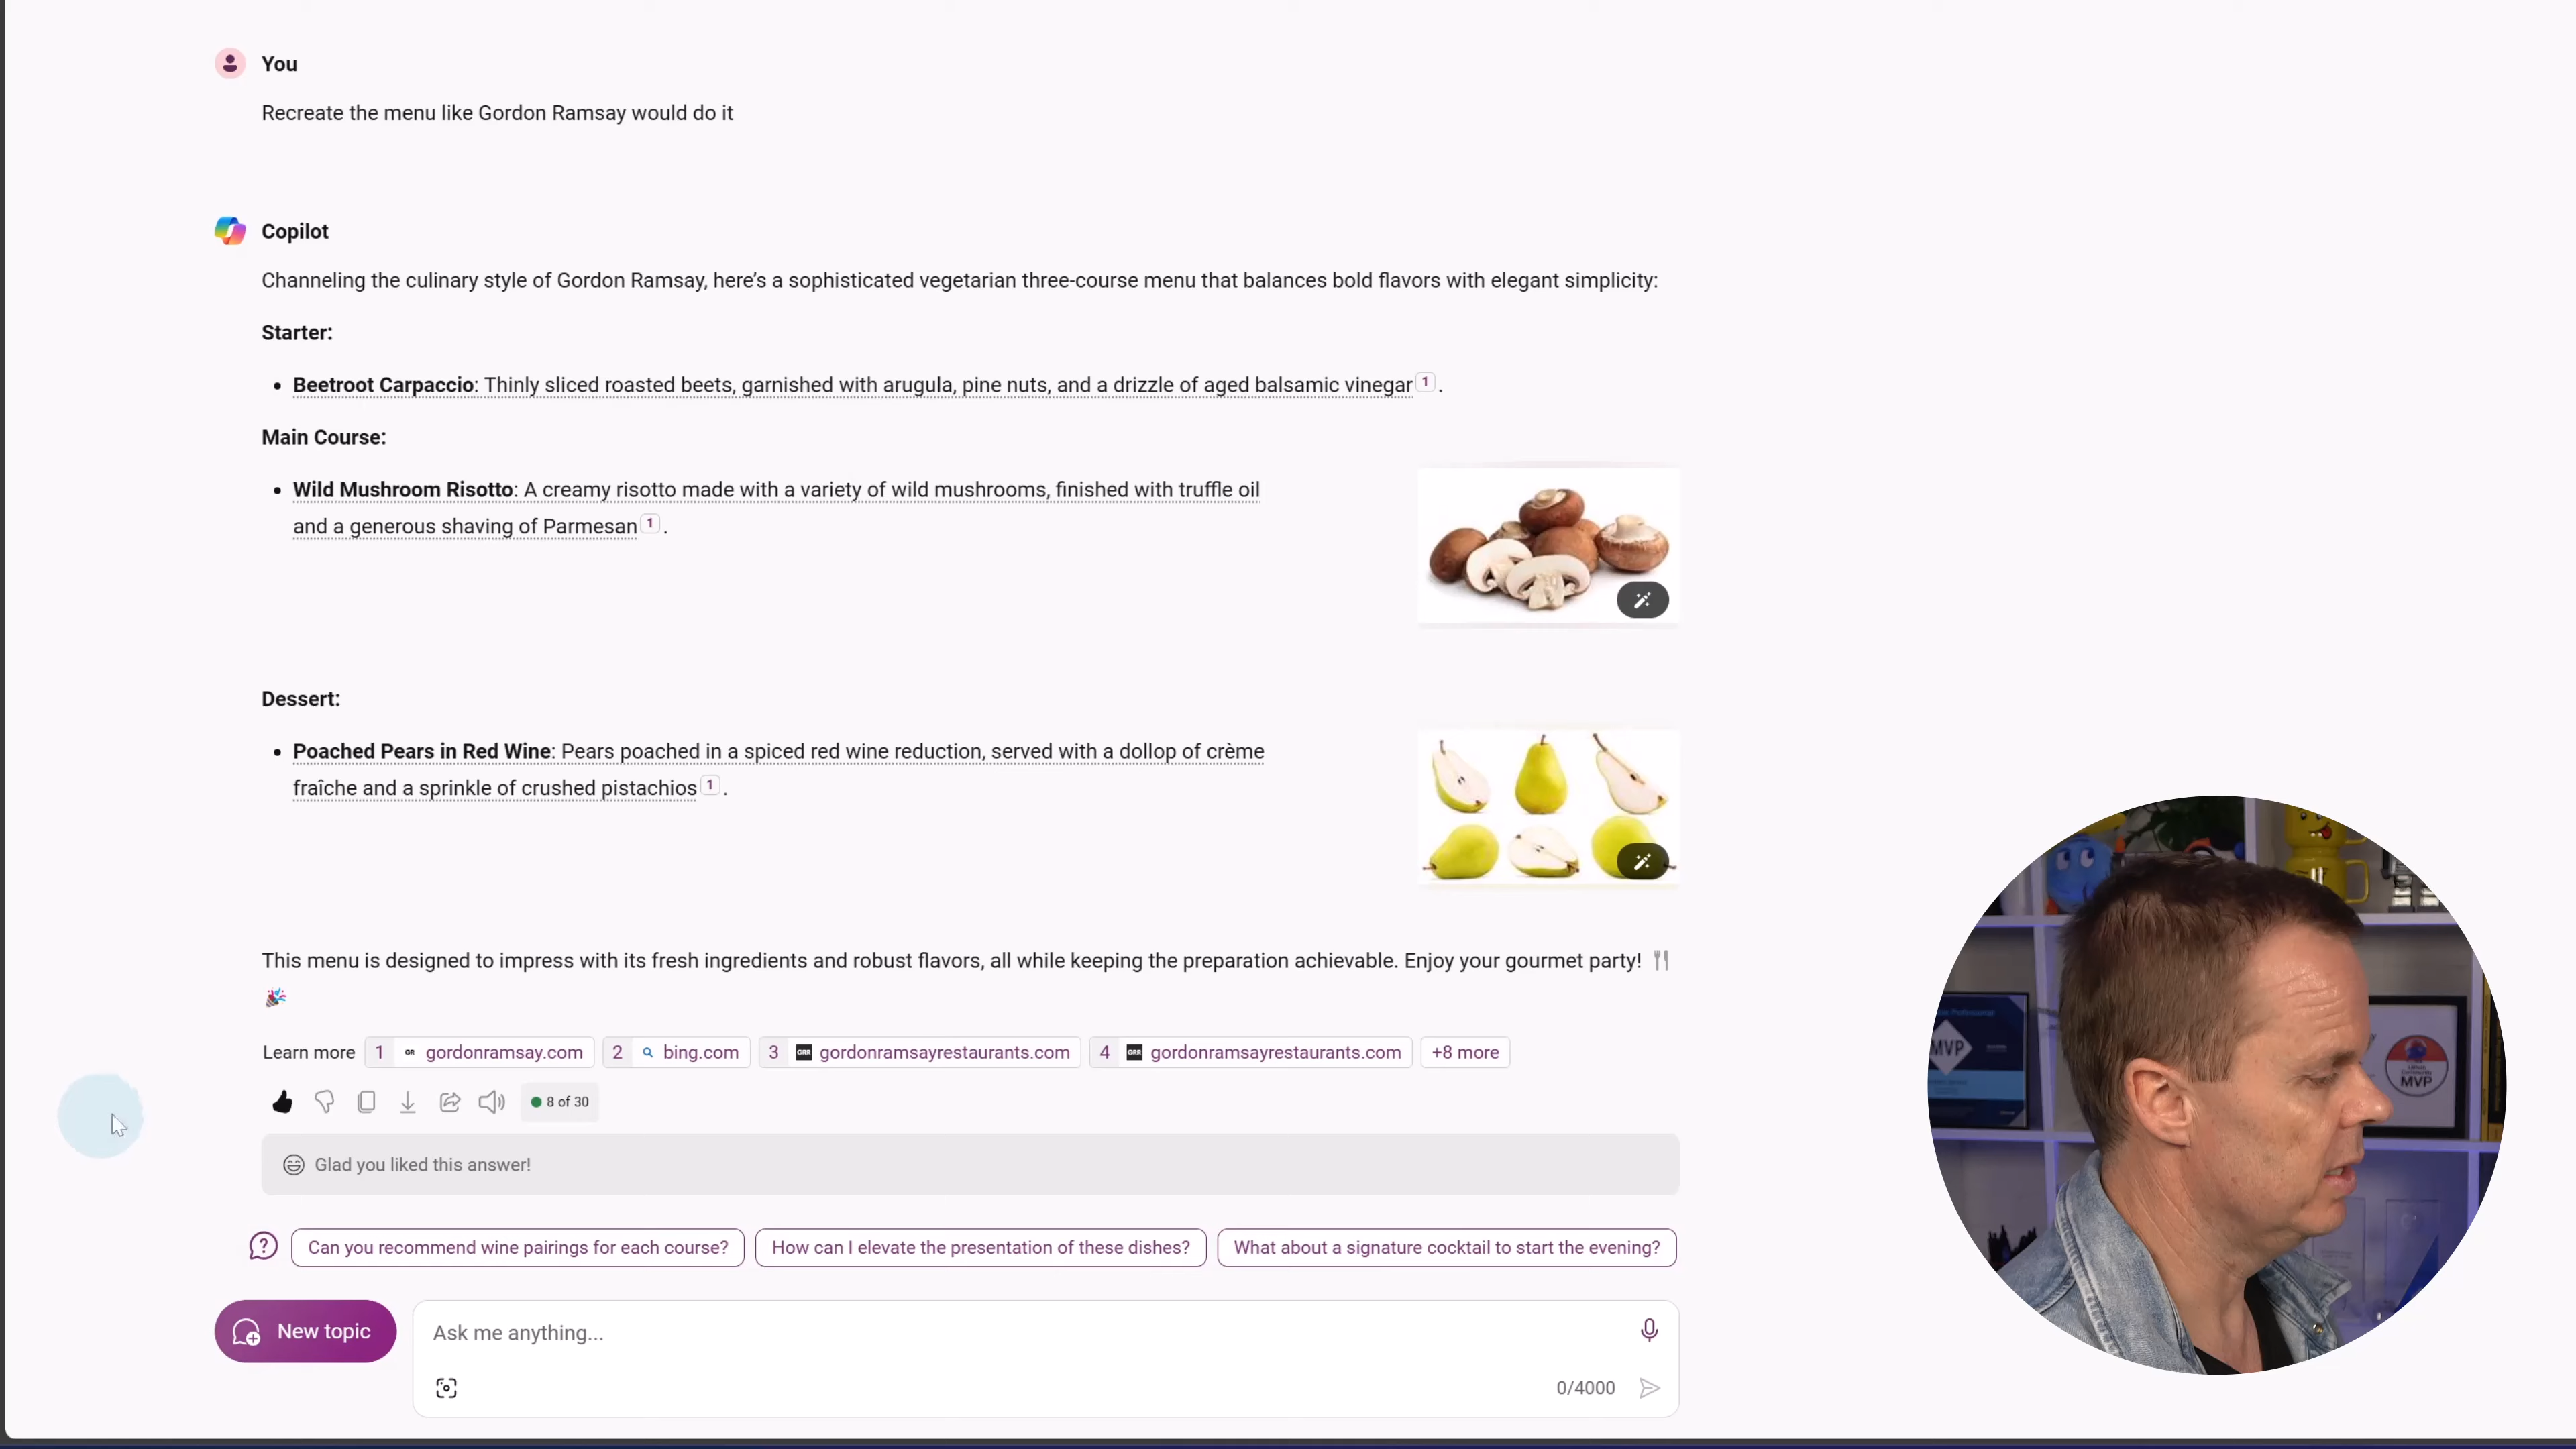 You
Recreate the menu like Gordon Ramsay would do it
Copilot
Channeling the culinary style of Gordon Ramsay, here's a sophisticated vegetarian three-course menu that balances bold flavors with elegant simplicity:
Starter:
• Beetroot Carpaccio: Thinly sliced roasted beets, garnished with arugula, pine nuts, and a drizzle of aged balsamic vinegar 1 .
Main Course:
• Wild Mushroom Risotto: A creamy risotto made with a variety of wild mushrooms, finished with truffle oil
and a generous shaving of Parmesan 1 .
Dessert:
• Poached Pears in Red Wine: Pears poached in a spiced red wine reduction, served with a dollop of crème
fraîche and a sprinkle of crushed pistachios 1 .
This menu is designed to impress with its fresh ingredients and robust flavors, all while keeping the preparation achievable. Enjoy your gourmet party! 🍴
🎉
Learn more 1 GR gordonramsay.com 2 bing.com 3 GRR gordonramsayrestaurants.com 4 GRR gordonramsayrestaurants.com +8 more
8 of 30
Glad you liked this answer!
Can you recommend wine pairings for each course? How can I elevate the presentation of these dishes? What about a signature cocktail to start the evening?
New topic
Ask me anything...
0/4000
MVP
MVP